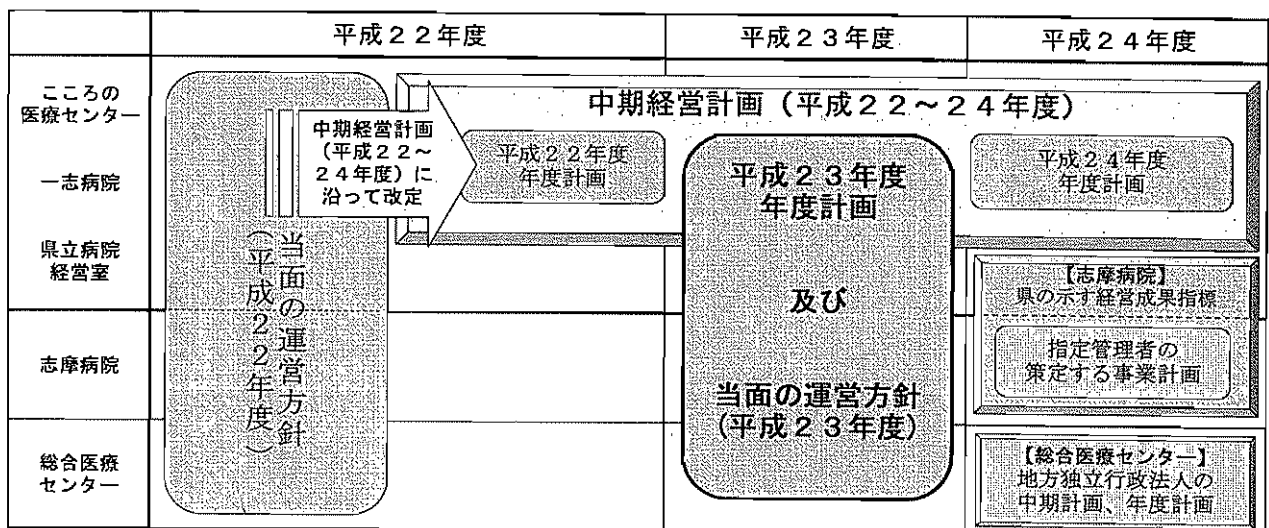 平成２２年度
平成２３年度
平成２４年度
こころの
医療センター
一志病院
県立病院
経営室
志摩病院
総合医療
センター
当面の運営方針
（平成２２年度）
中期経営計画
（平成２２～
２４年度）に
沿って改定
中期経営計画（平成２２～２４年度）
平成２２年度
年度計画
平成２３年度
年度計画
及び
当面の運営方針
（平成２３年度）
平成２４年度
年度計画
【志摩病院】
県の示す経営成果指標
指定管理者の
策定する事業計画
【総合医療センター】
地方独立行政法人の
中期計画、年度計画